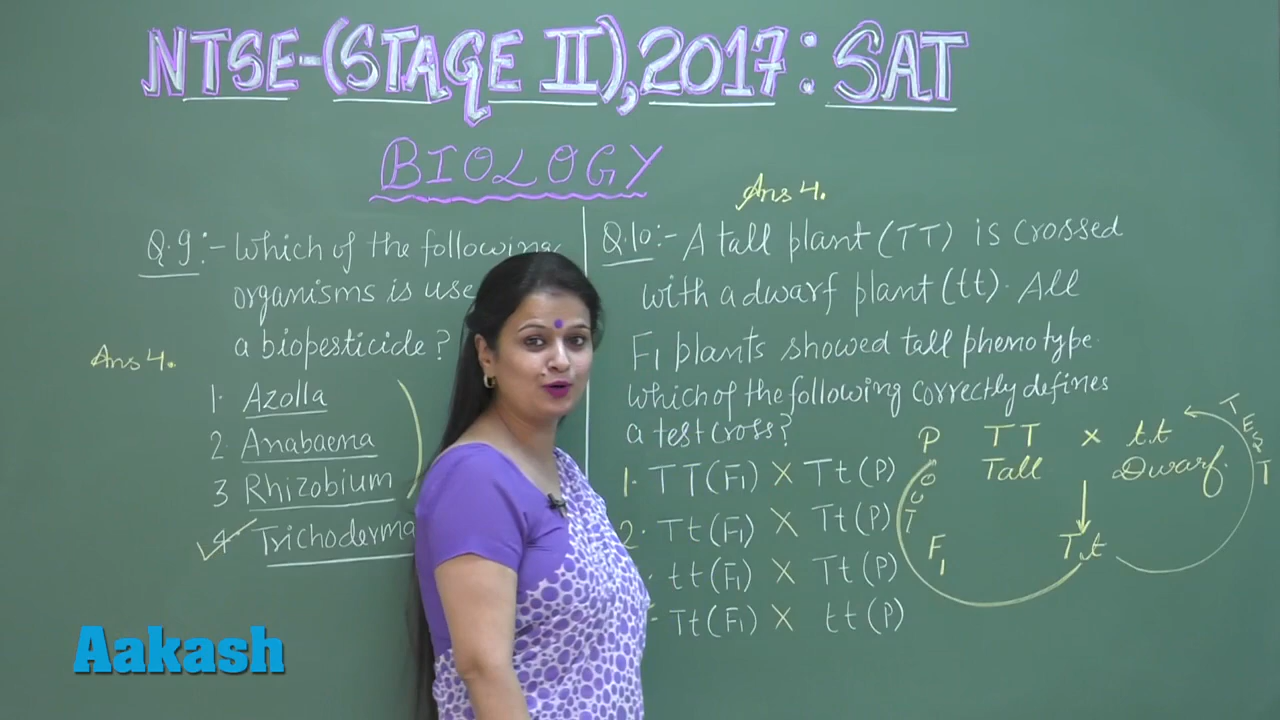 NTSE-(STAGE II), 2017: SAT
BIOLOGY
Q.9:- Which of the following
organisms is use
a biopesticide?
Ans 4.
1. Azolla
2. Anabaena
3 Rhizobium
4. Trichoderma
Ans 4.
Q.10:- A tall plant (TT) is crossed
with a dwarf plant (tt). All
F1 plants showed tall phenotype.
Which of the following correctly defines
a test cross?
1. TT (F1) X Tt (P)
2. Tt (F1) X Tt (P)
. tt (F1) X Tt (P)
Tt (F1) X tt (P)
P TT x t.t
Tall Dwarf.
F1 T.t
OUT
TEST
Aakash